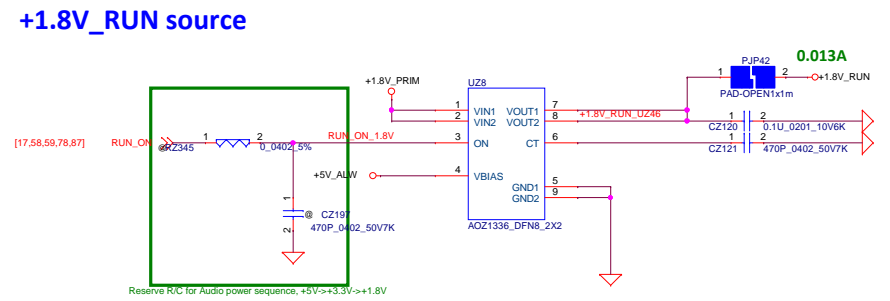 +1.8V_RUN source
PJP42
0.013A
1 2
+1.8V_RUN
PAD-OPEN1x1m
+1.8V_PRIM
UZ8
1 VIN1 VOUT1 7
2 VIN2 VOUT2 8
+1.8V_RUN_UZ46
1 2
CZ120 0.1U_0201_10V6K
[17,58,59,78,87] RUN_ON
@RZ345
1 2
0_0402_5%
RUN_ON_1.8V
3 ON CT 6
1 2
CZ121 470P_0402_50V7K
+5V_ALW
4 VBIAS
GND1 5
GND2 9
AOZ1336_DFN8_2X2
1
@ CZ197
2
470P_0402_50V7K
Reserve R/C for Audio power sequence, +5V->+3.3V->+1.8V